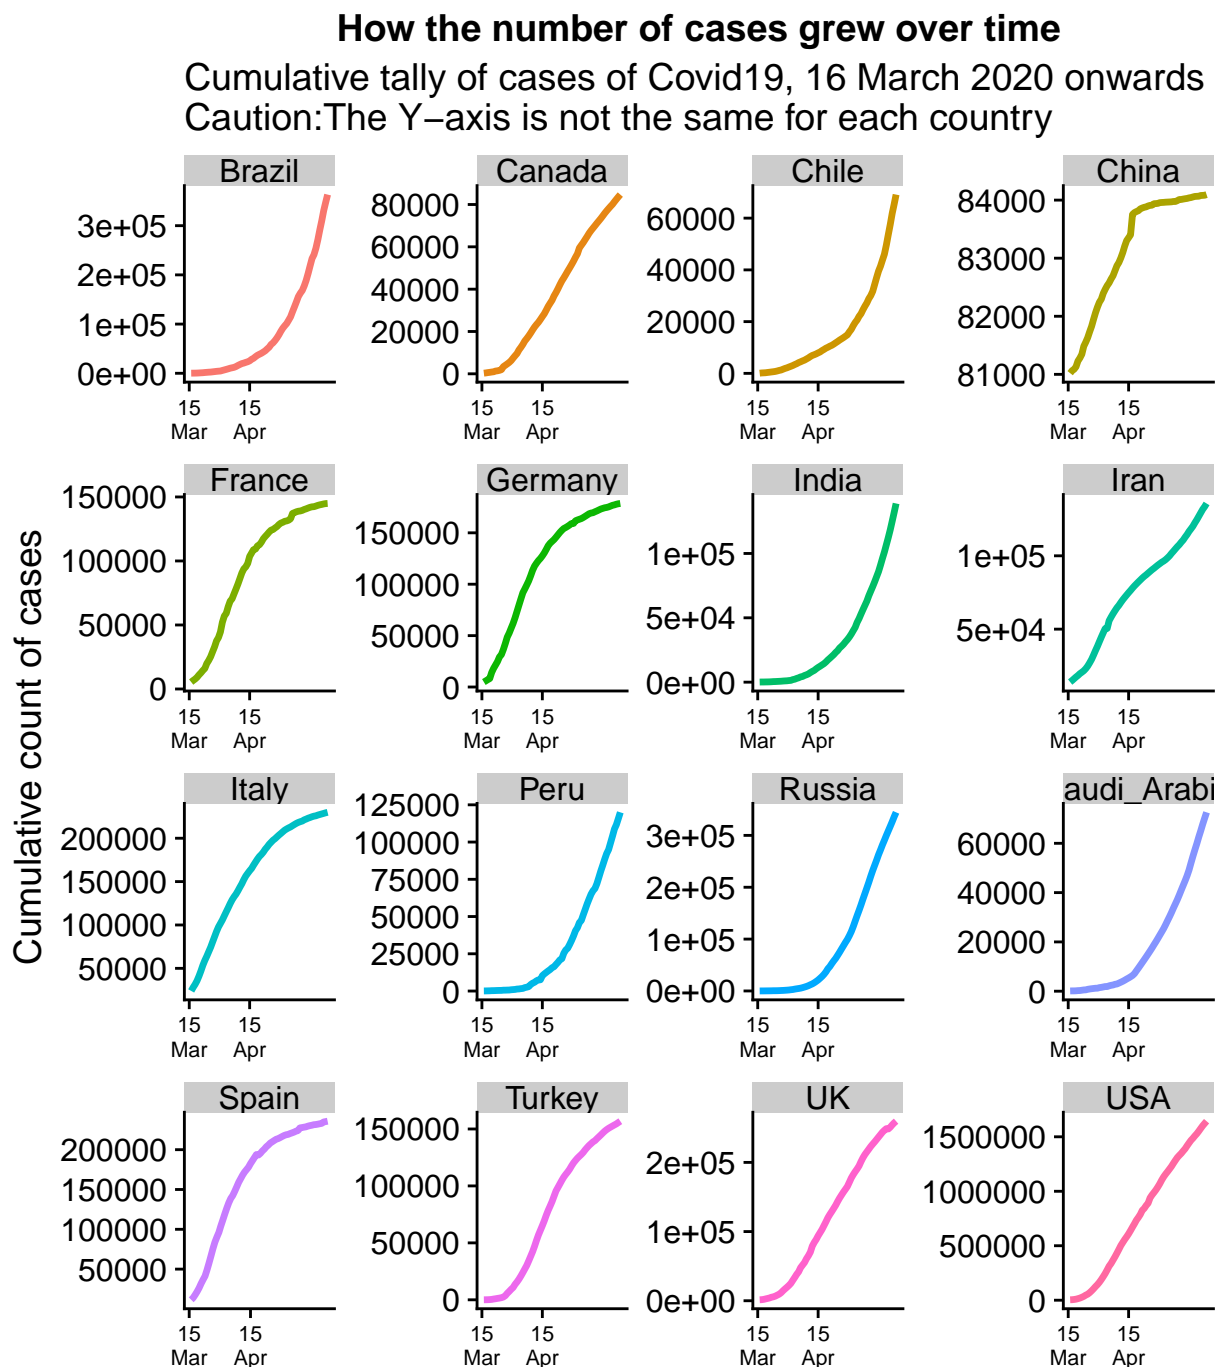 How the number of cases grew over time
Cumulative tally of cases of Covid19, 16 March 2020 onwards
Caution:The Y−axis is not the same for each country
Cumulative count of cases
Brazil
3e+05
2e+05
1e+05
0e+00
15
Mar
15
Apr
Canada
80000
60000
40000
20000
0
15
Mar
15
Apr
Chile
60000
40000
20000
0
15
Mar
15
Apr
China
84000
83000
82000
81000
15
Mar
15
Apr
France
150000
100000
50000
0
15
Mar
15
Apr
Germany
150000
100000
50000
0
15
Mar
15
Apr
India
1e+05
5e+04
0e+00
15
Mar
15
Apr
Iran
1e+05
5e+04
15
Mar
15
Apr
Italy
200000
150000
100000
50000
15
Mar
15
Apr
Peru
125000
100000
75000
50000
25000
0
15
Mar
15
Apr
Russia
3e+05
2e+05
1e+05
0e+00
15
Mar
15
Apr
audi_Arabi
60000
40000
20000
0
15
Mar
15
Apr
Spain
200000
150000
100000
50000
15
Mar
15
Apr
Turkey
150000
100000
50000
0
15
Mar
15
Apr
UK
2e+05
1e+05
0e+00
15
Mar
15
Apr
USA
1500000
1000000
500000
0
15
Mar
15
Apr